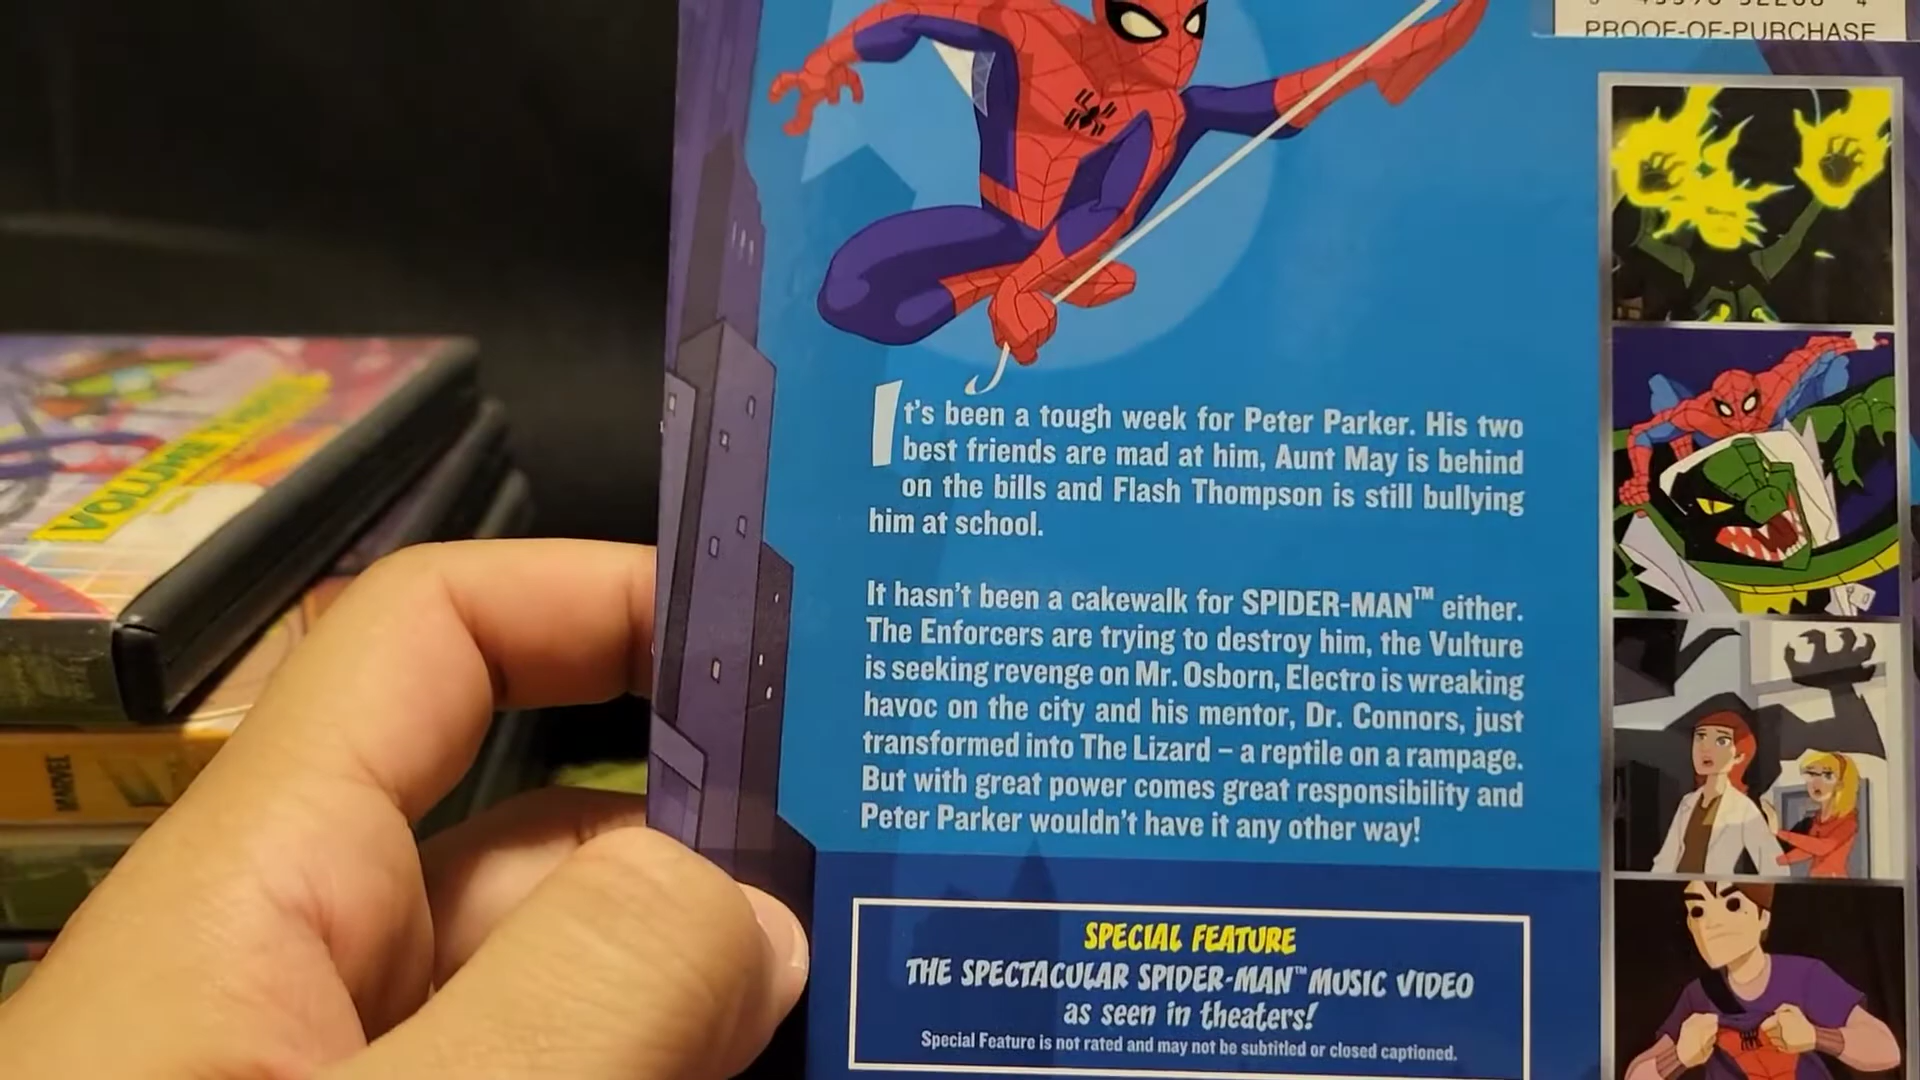 PROOF-OF-PURCHASE
It's been a tough week for Peter Parker. His two
best friends are mad at him, Aunt May is behind
on the bills and Flash Thompson is still bullying
him at school.
It hasn't been a cakewalk for SPIDER-MAN™ either.
The Enforcers are trying to destroy him, the Vulture
is seeking revenge on Mr. Osborn, Electro is wreaking
havoc on the city and his mentor, Dr. Connors, just
transformed into The Lizard – a reptile on a rampage.
But with great power comes great responsibility and
Peter Parker wouldn't have it any other way!
SPECIAL FEATURE
THE SPECTACULAR SPIDER-MAN™ MUSIC VIDEO
as seen in theaters!
Special Feature is not rated and may not be subtitled or closed captioned.
VOLUME
MARVEL